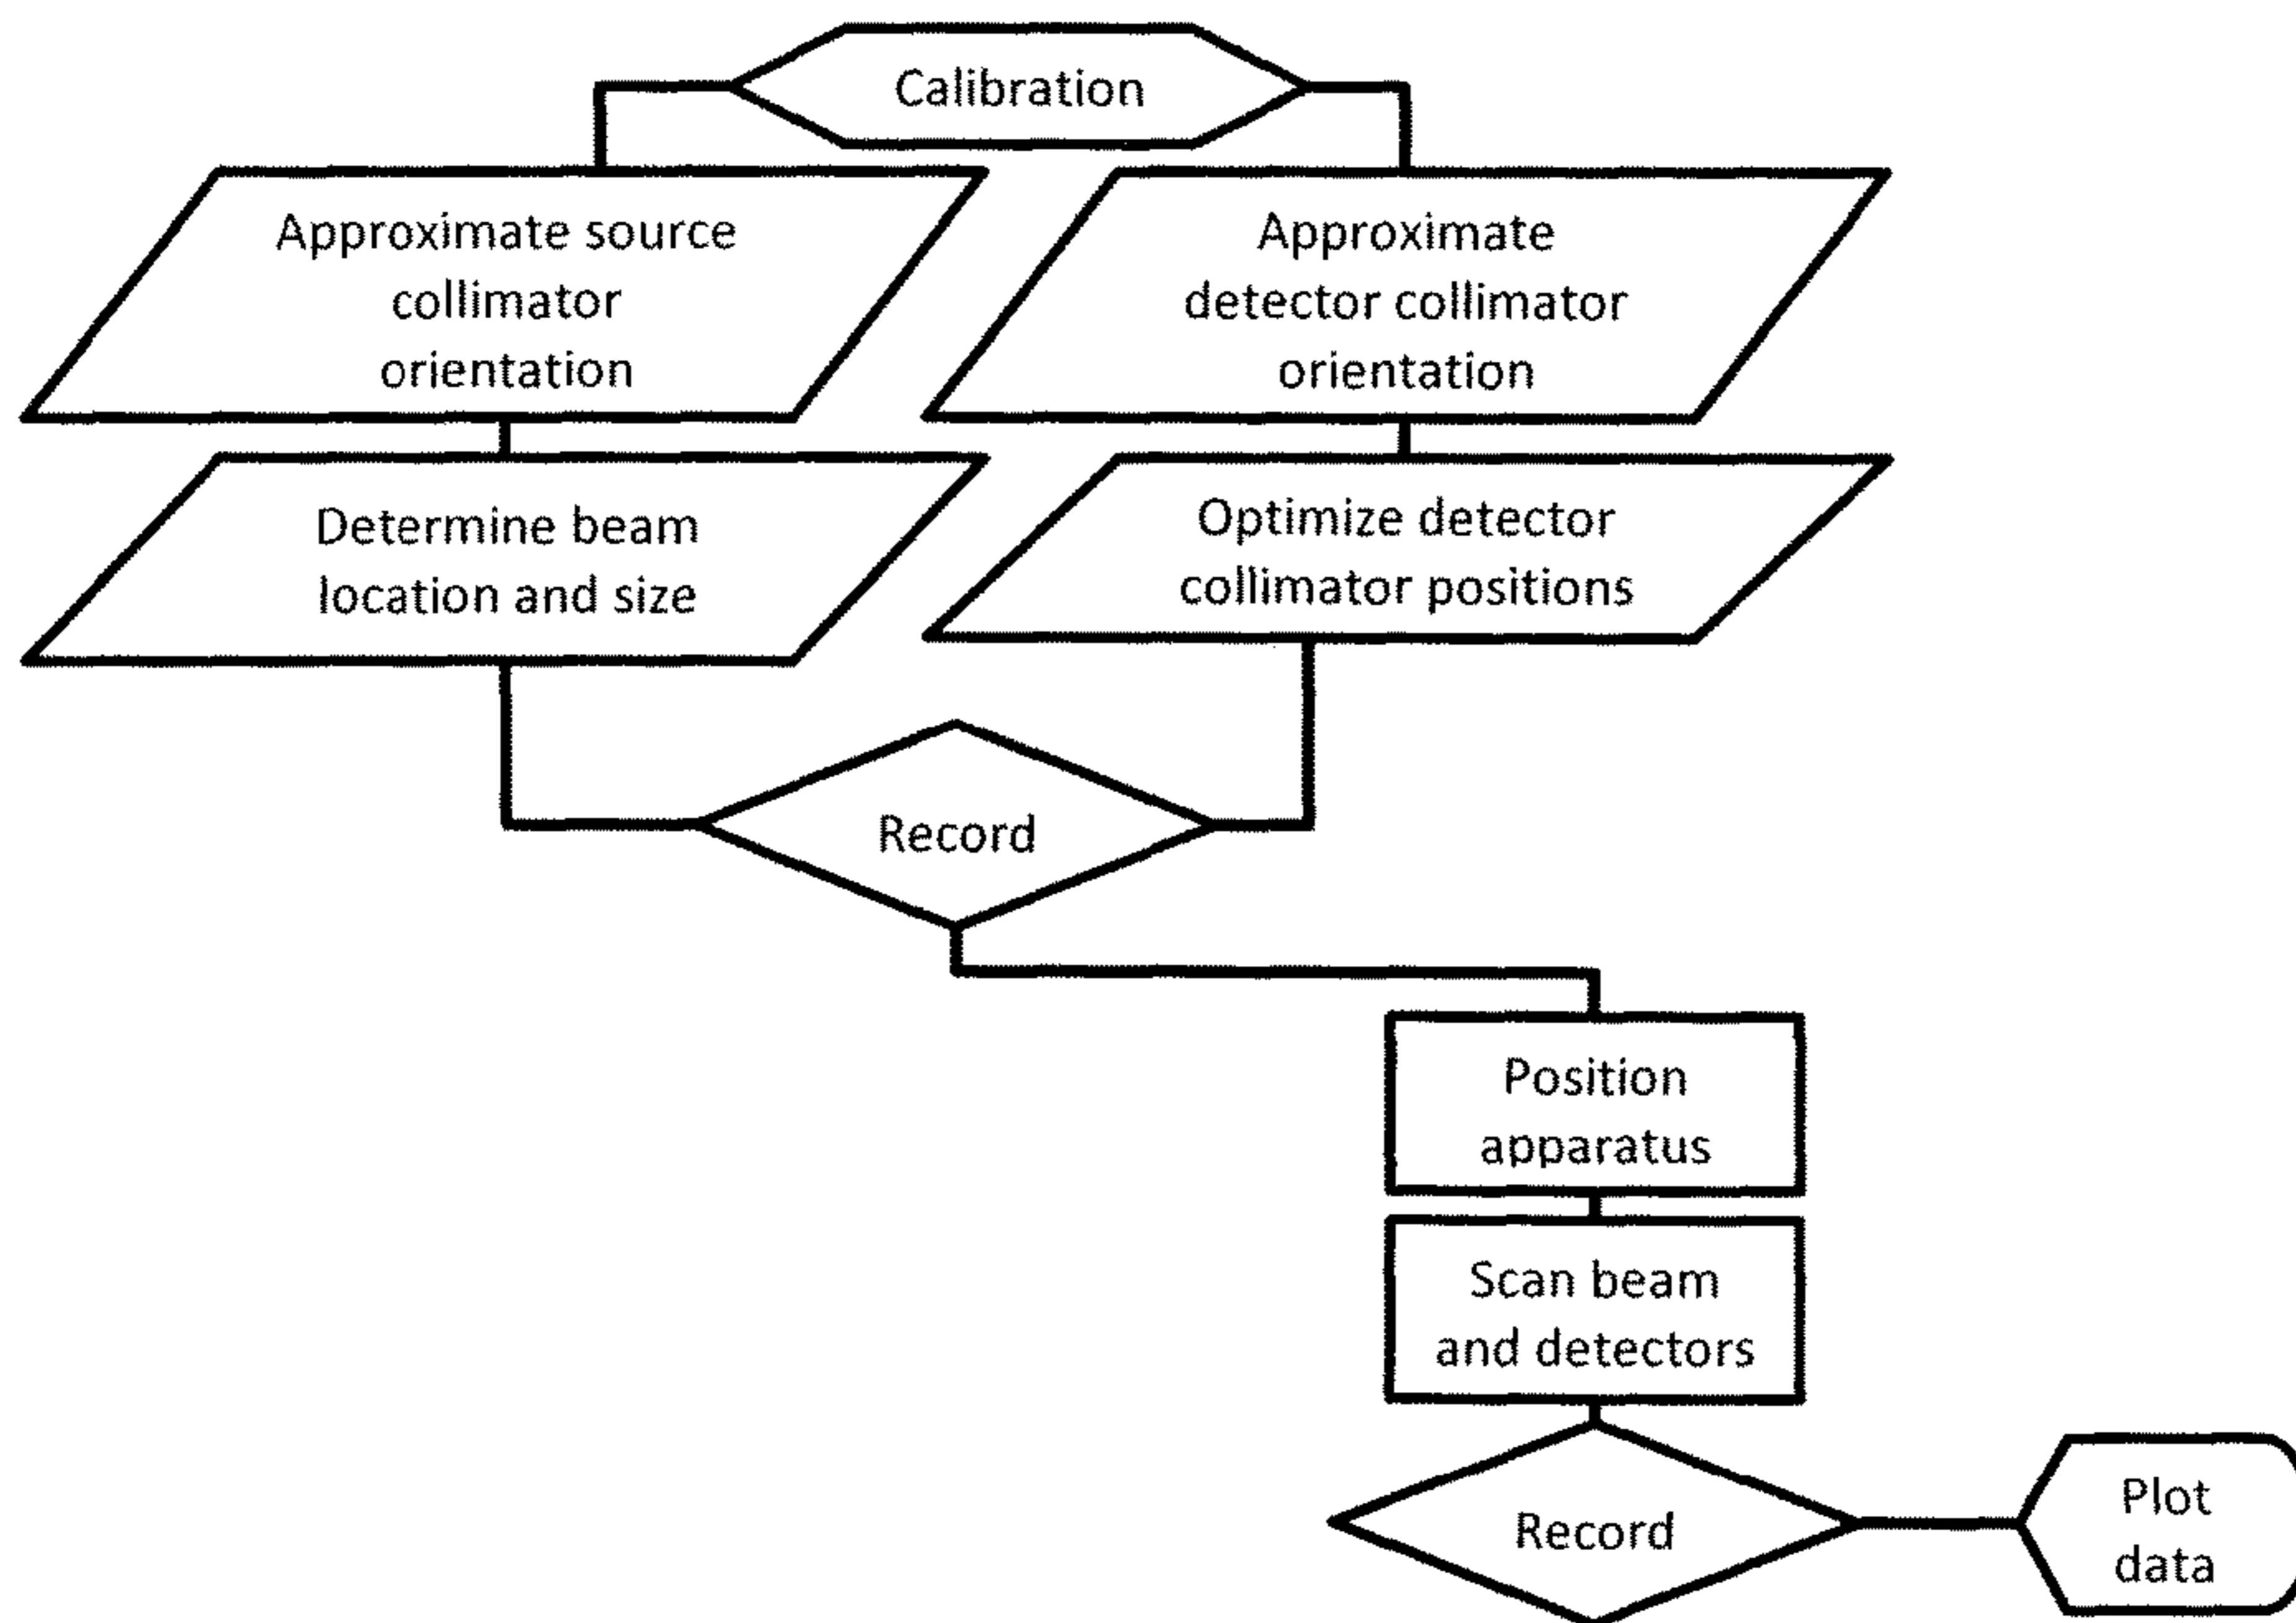 Calibration
Approximate source
collimator
orientation
Approximate
detector collimator
orientation
Determine beam
location and size
Optimize detector
collimator positions
Record
Position
apparatus
Scan beam
and detectors
Record
Plot
data